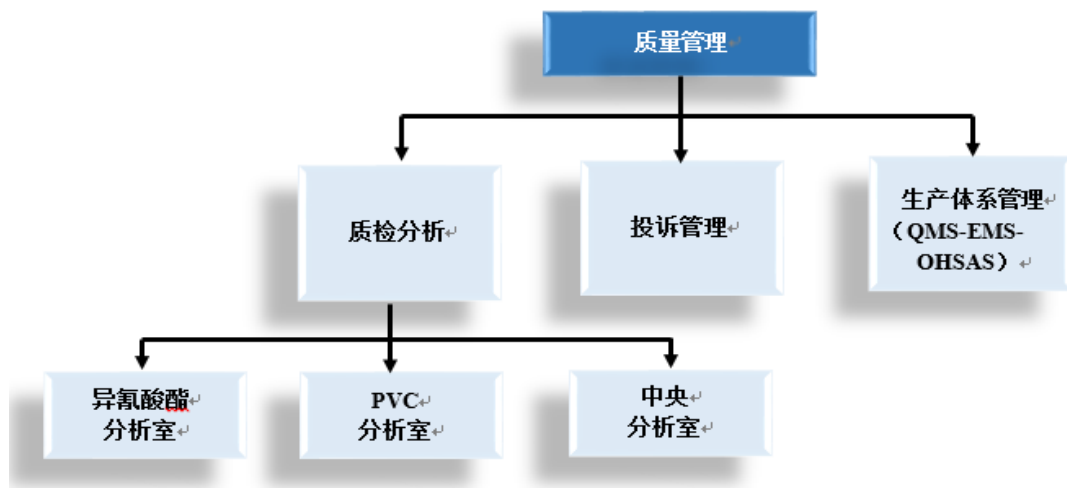 质量管理
质检分析
投诉管理
生产体系管理
（QMS-EMS-
OHSAS）
异氰酸酯
分析室
PVC
分析室
中央
分析室